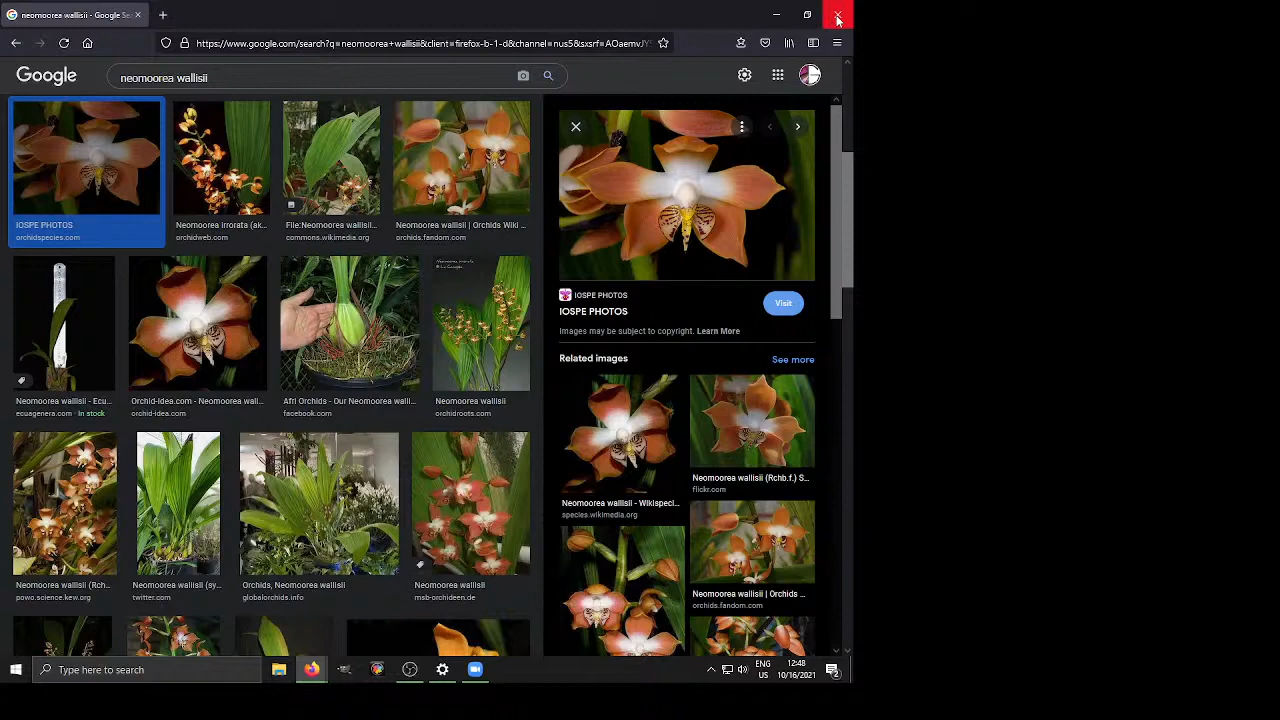 neomoorea wallisii - Google Se
https://www.google.com/search?q=neomoorea+wallisii&client=firefox-b-1-d&channel=nus5&sxsrf=AOaemvJY
Google
neomoorea wallisii
IOSPE PHOTOS
orchidspecies.com
Neomoorea irrorata (ak...
orchidweb.com
File:Neomoorea wallisii...
commons.wikimedia.org
Neomoorea wallisii | Orchids Wiki ...
orchids.fandom.com
IOSPE PHOTOS
Visit
IOSPE PHOTOS
Images may be subject to copyright. Learn More
Related images
See more
Neomoorea wallisii - Ecu...
ecuagenera.com - In stock
Orchid-idea.com - Neomoorea wall...
orchid-idea.com
Afri Orchids - Our Neomoorea walli...
facebook.com
Neomoorea wallisii
orchidroots.com
Neomoorea wallisii - Wikispeci...
species.wikimedia.org
Neomoorea wallisii (Rchb.f.) S...
flickr.com
Neomoorea wallisii (Rchb...
powo.science.kew.org
Neomoorea wallisii (sy...
twitter.com
Orchids, Neomoorea wallisii
globalorchids.info
Neomoorea wallisii
msb-orchideen.de
Neomoorea wallisii | Orchids ...
orchids.fandom.com
Type here to search
ENG
US
12:48
10/16/2021
2